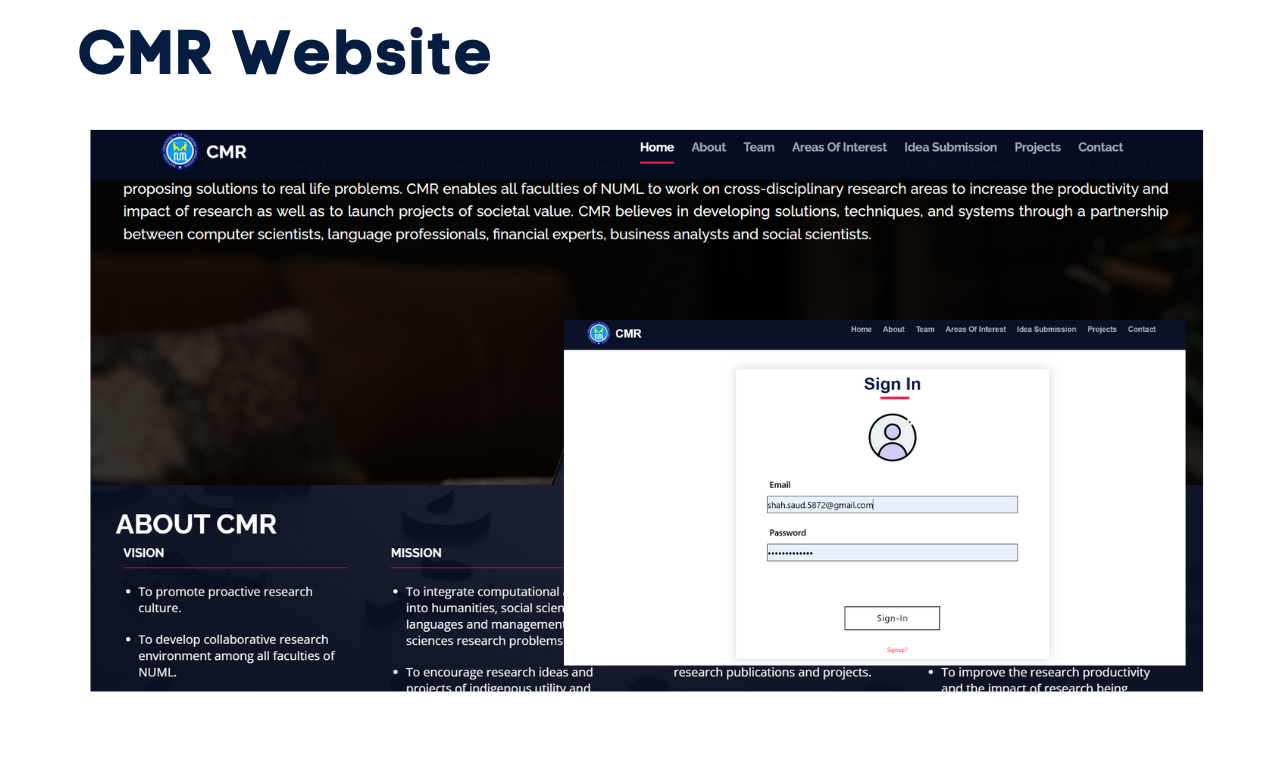 CMR Website
CMR
Home About Team Areas Of Interest Idea Submission Projects Contact
proposing solutions to real life problems. CMR enables all faculties of NUML to work on cross-disciplinary research areas to increase the productivity and
impact of research as well as to launch projects of societal value. CMR believes in developing solutions, techniques, and systems through a partnership
between computer scientists, language professionals, financial experts, business analysts and social scientists.
ABOUT CMR
VISION
• To promote proactive research
culture.
• To develop collaborative research
environment among all faculties of
NUML.
MISSION
• To integrate computational
into humanities, social scien
languages and management
sciences research problems
• To encourage research ideas and
projects of indigenous utility and
research publications and projects.
• To improve the research productivity
and the impact of research being
CMR
Home About Team Areas Of Interest Idea Submission Projects Contact
Sign In
Email
shah.saud.5872@gmail.com
Password
•••••••••••••
Sign-In
Signup?